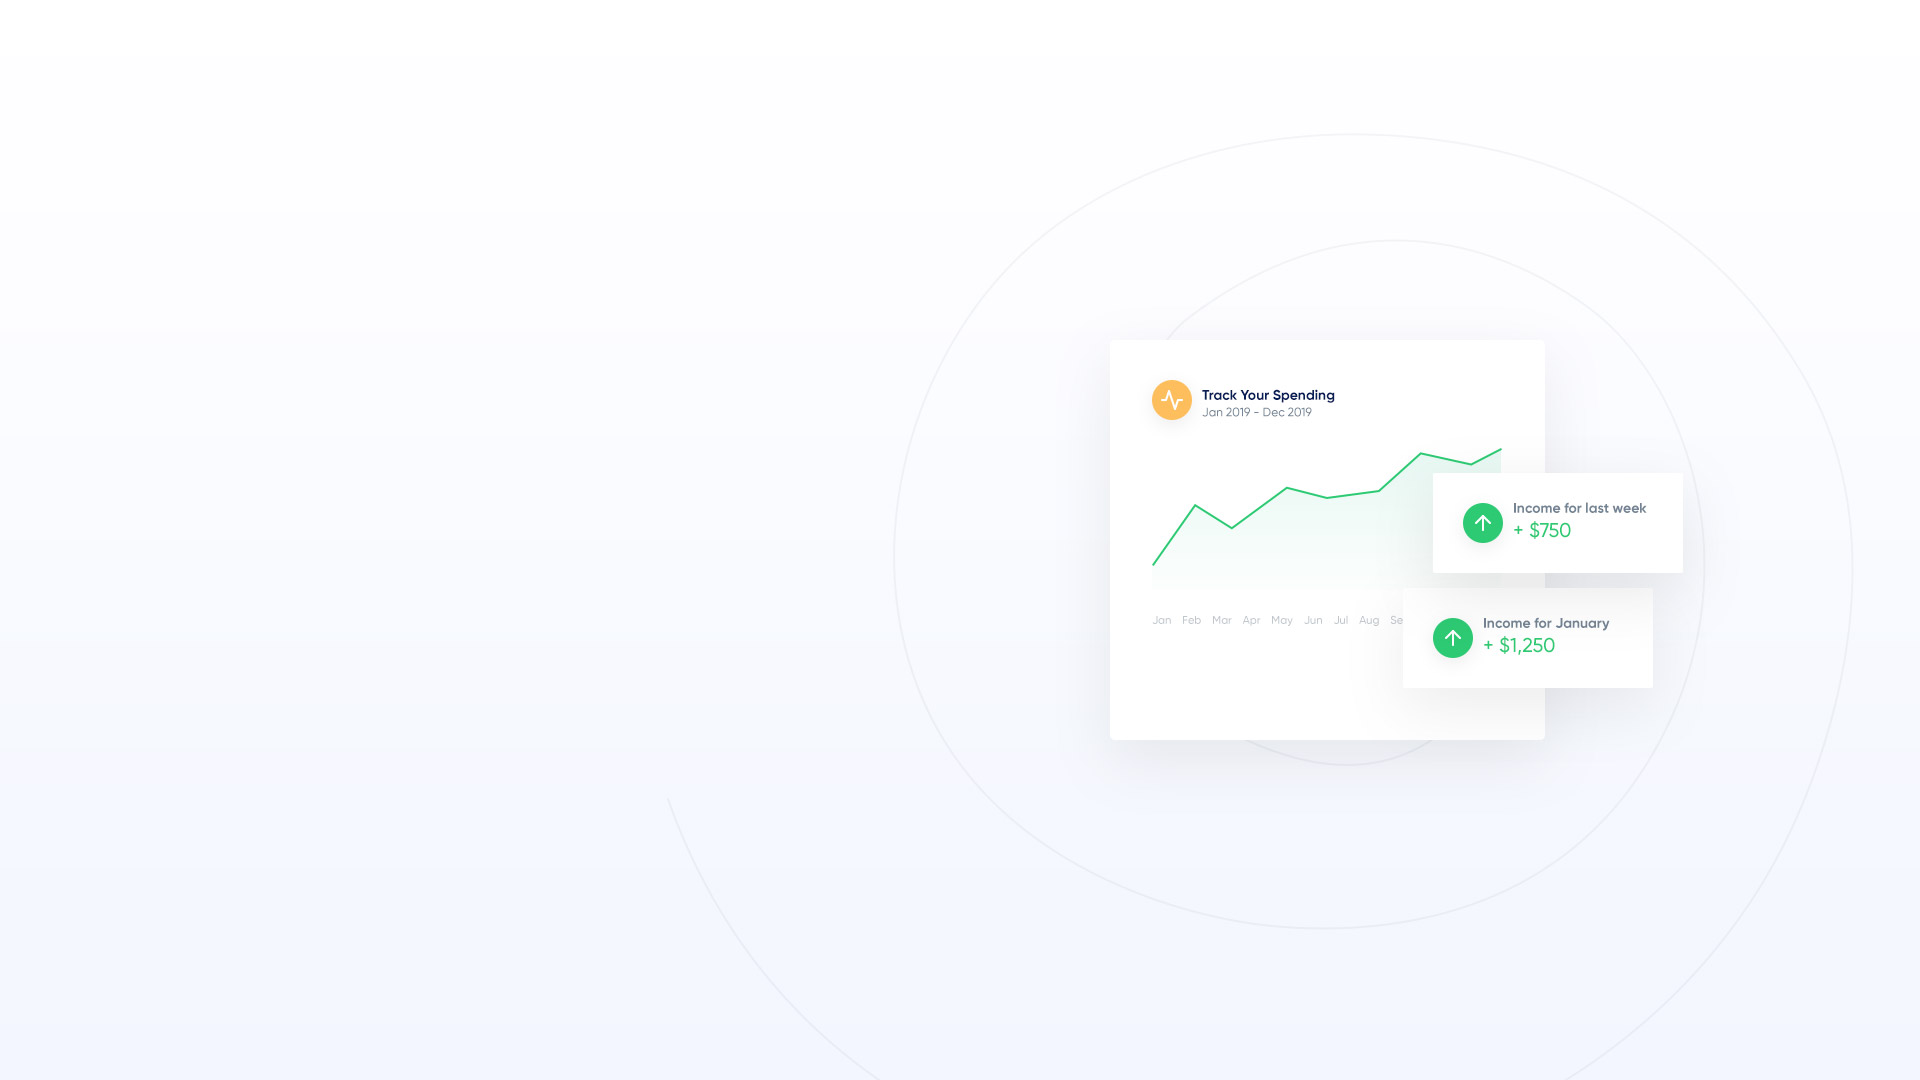 Track Your Spending
Jan 2019 - Dec 2019
Income for last week
+ $750
Jan Feb Mar Apr May Jun Jul Aug Se
Income for January
+ $1,250